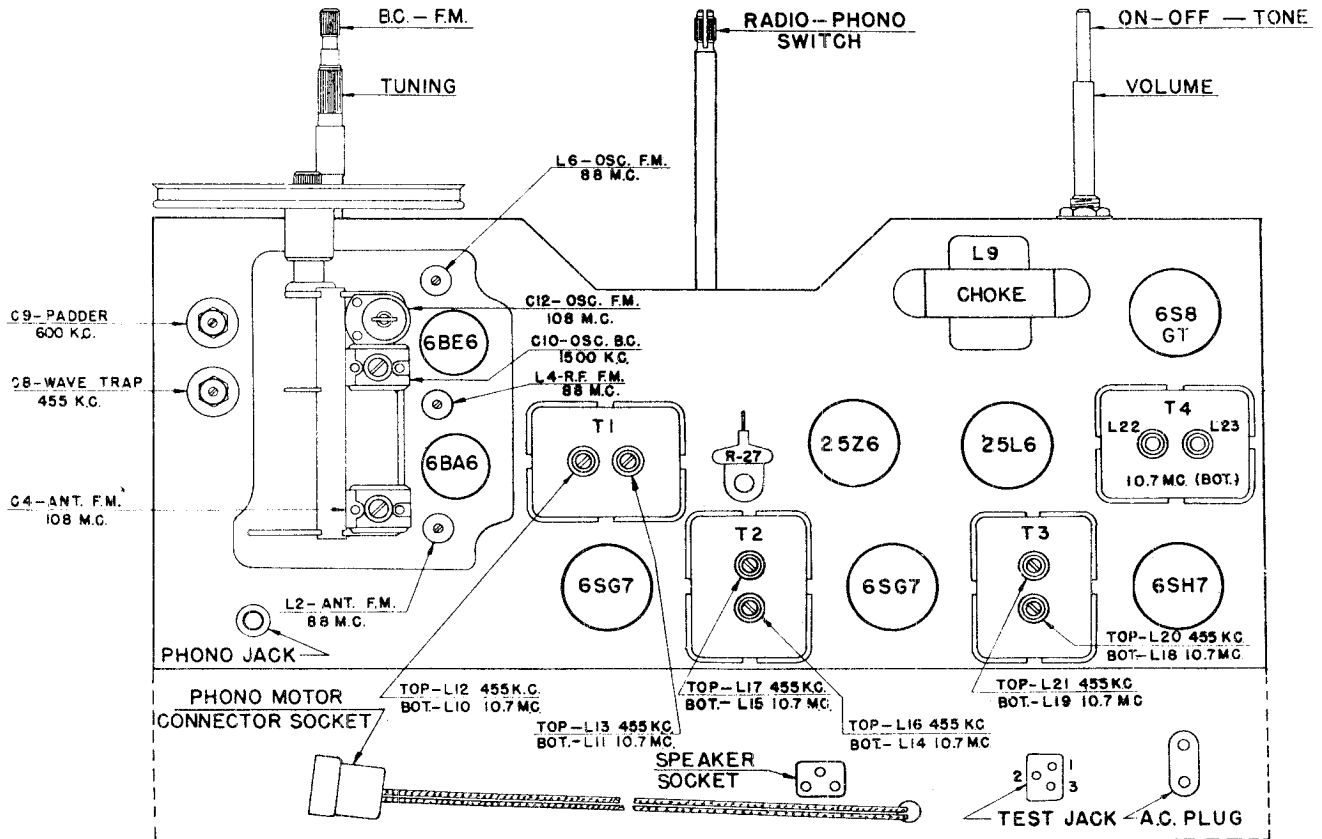 B.C.-F.M.
TUNING
RADIO-PHONO
SWITCH
ON-OFF — TONE
VOLUME
L6-OSC. F.M.
88 M.C.
L9
CHOKE
6S8
GT
C9-PADDER
600 K.C.
C12-OSC. F.M.
108 M.C.
6BE6
C10-OSC. B.C.
1500 K.C.
C8-WAVE TRAP
455 K.C.
L4-R.F. F.M.
88 M.C.
T1
T4
L22
L23
10.7 MC. (BOT.)
25Z6
25L6
6BA6
R-27
C4-ANT. F.M.
108 M.C.
T2
T3
6SG7
6SG7
6SH7
L2-ANT. F.M.
88 M.C.
PHONO JACK
TOP-L20 455 KC.
BOT-L18 10.7 MC.
PHONO MOTOR
CONNECTOR SOCKET
TOP-L12 455 K.C.
BOT.-L10 10.7 MC.
TOP-L17 455 KC.
BOT.-L15 10.7 MC.
TOP-L21 455 KC
BOT.-L19 10.7 MC
TOP-L13 455 KC
BOT.-L11 10.7 MC.
TOP-L16 455 KC
BOT.-L14 10.7 MC
SPEAKER
SOCKET
1
2
3
TEST JACK
A.C. PLUG